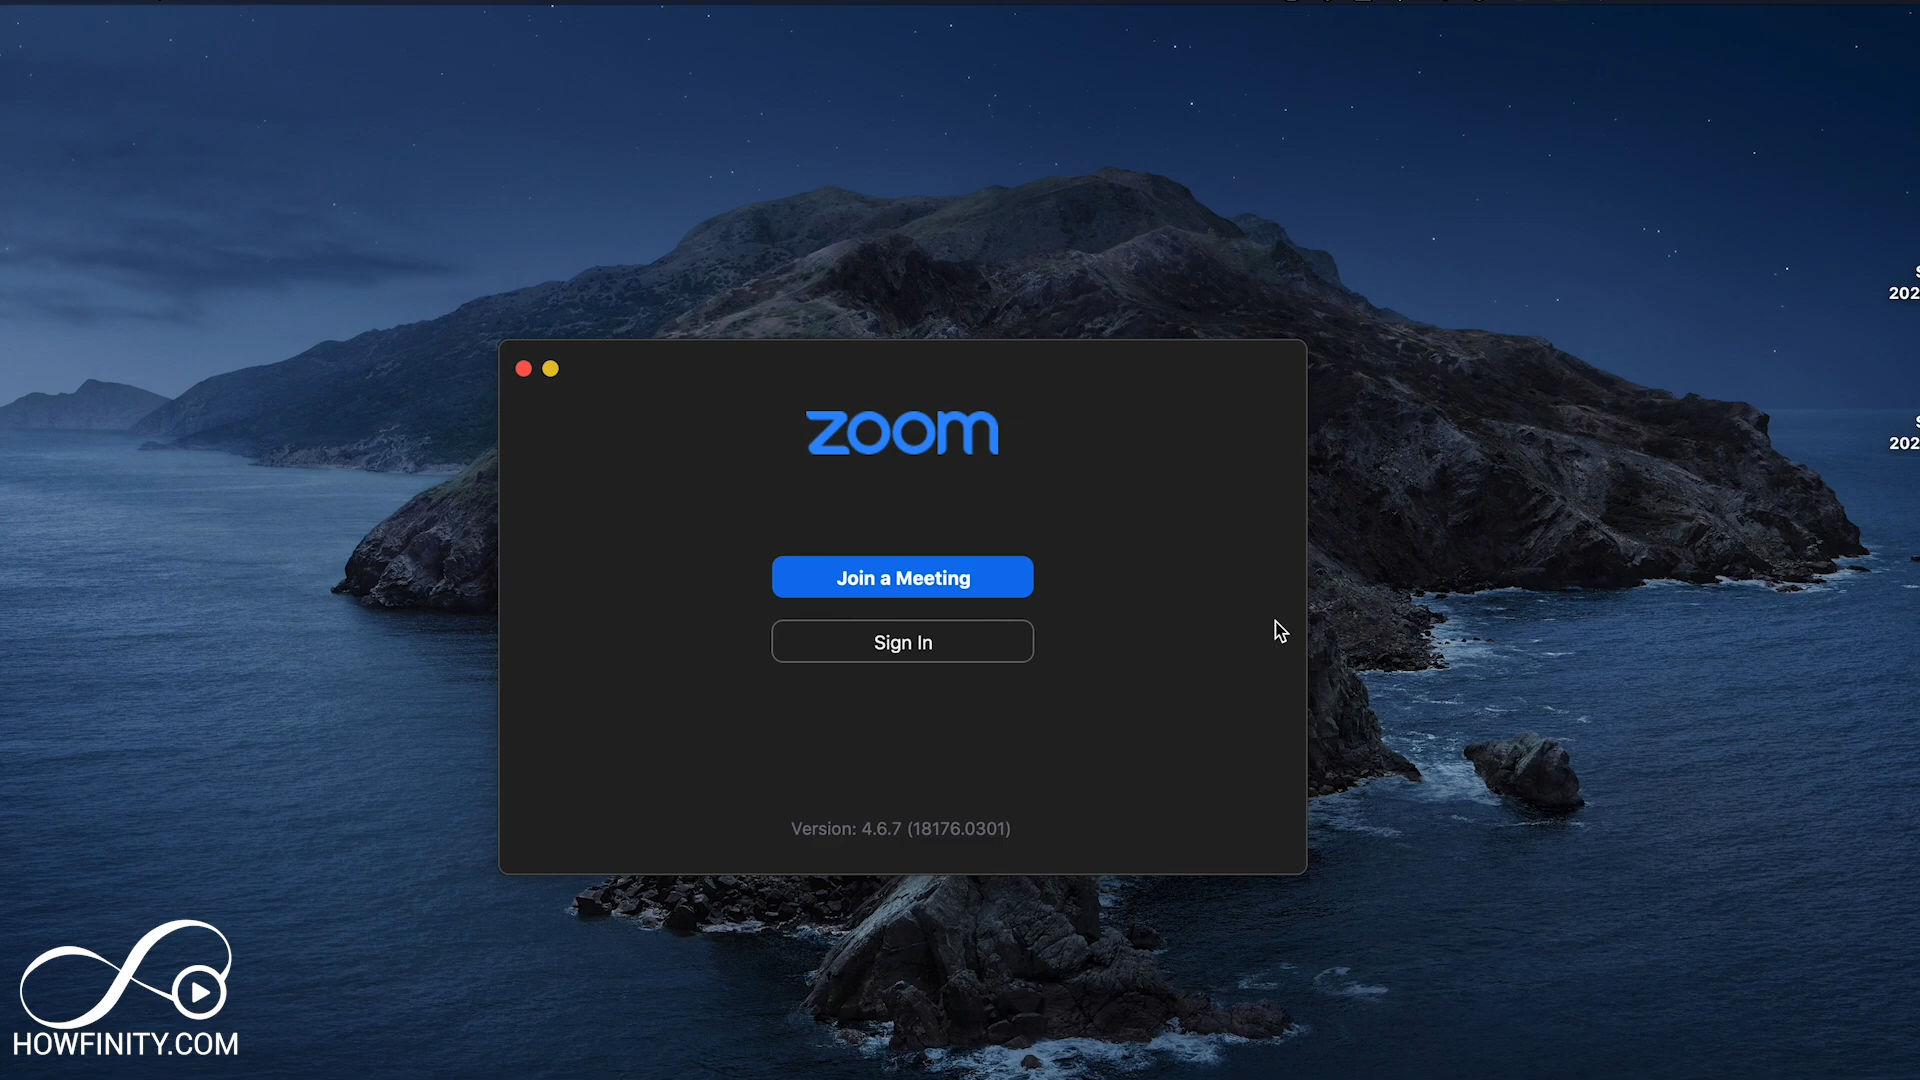 202
202
zoom
Join a Meeting
Sign In
Version: 4.6.7 (18176.0301)
HOWFINITY.COM